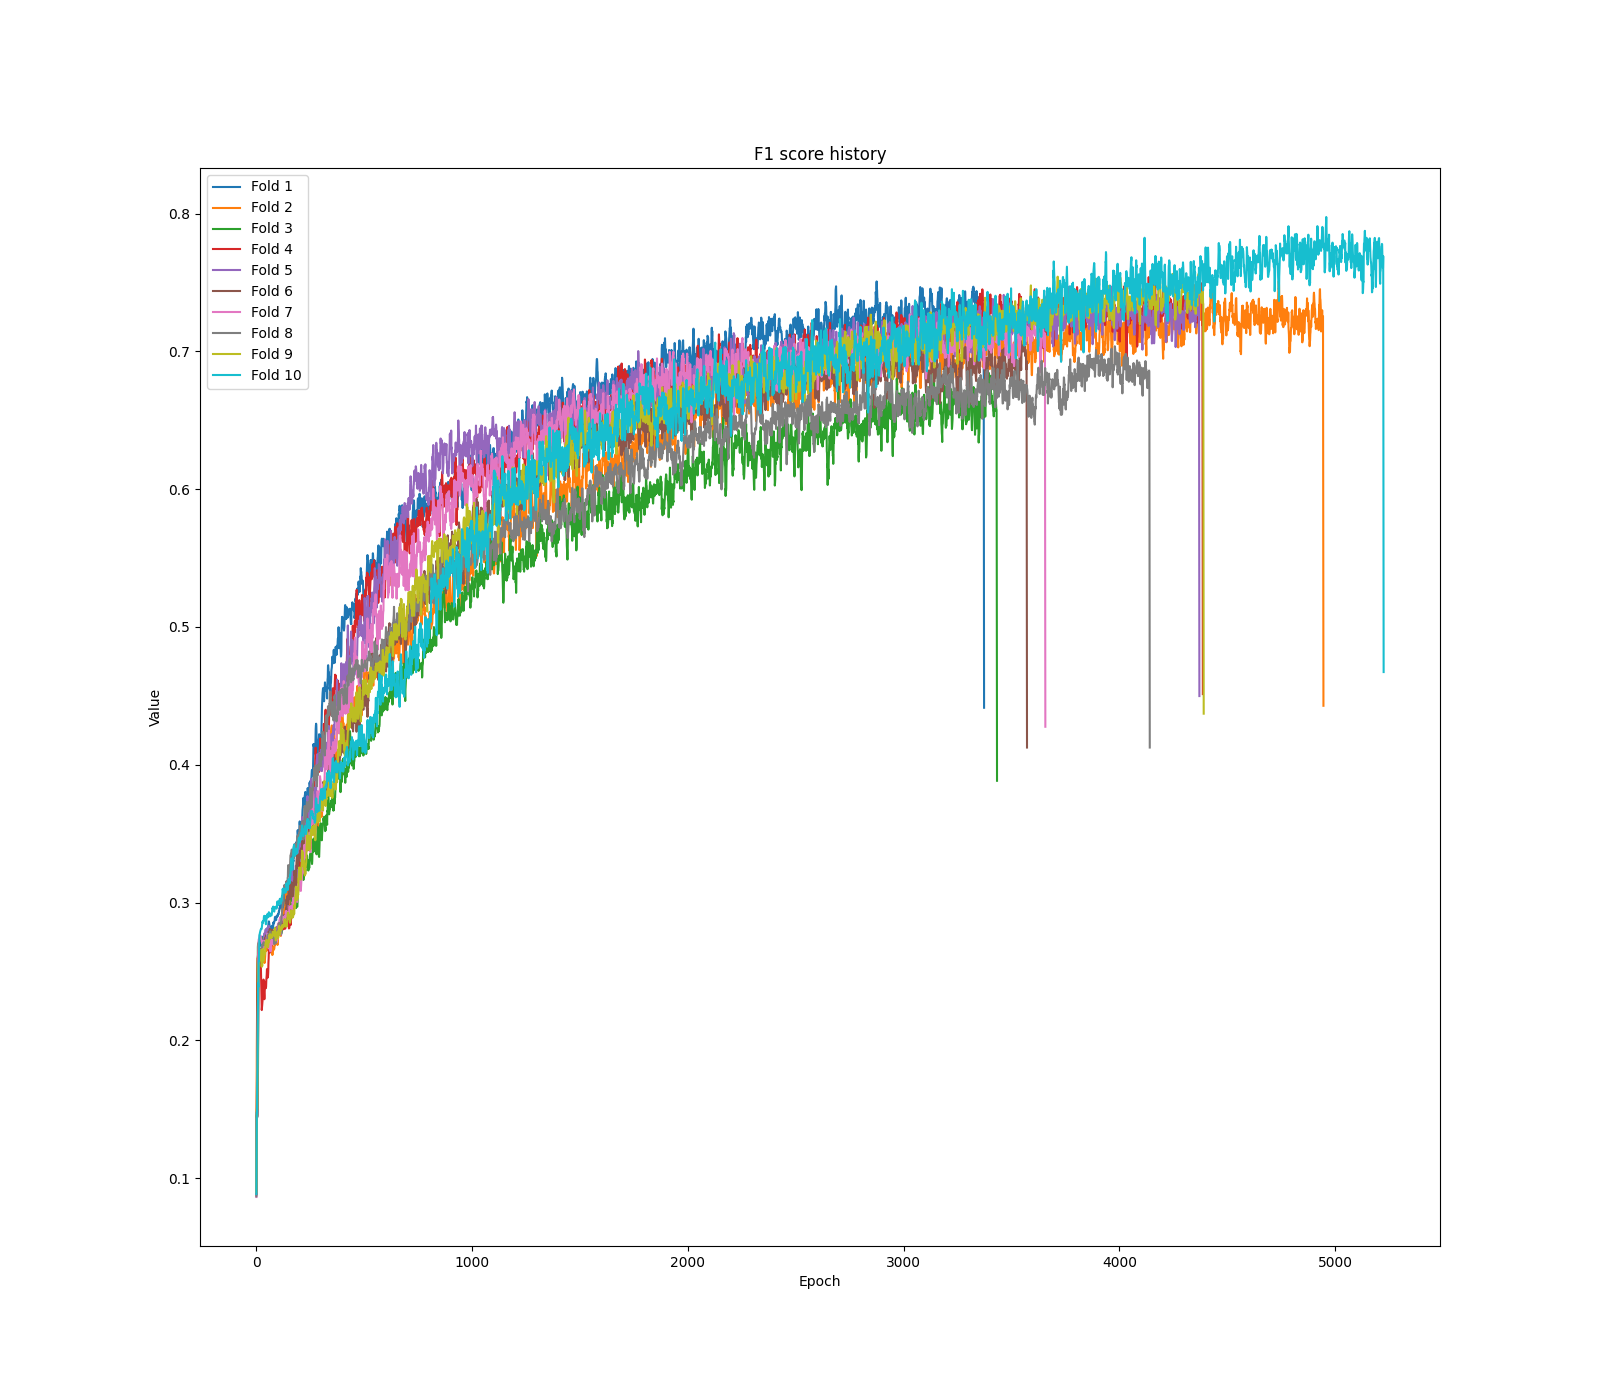 F1 score history
Fold 1
Fold 2
Fold 3
Fold 4
Fold 5
Fold 6
Fold 7
Fold 8
Fold 9
Fold 10
0.8
0.7
0.6
0.5
0.4
0.3
0.2
0.1
Value
0 1000 2000 3000 4000 5000
Epoch